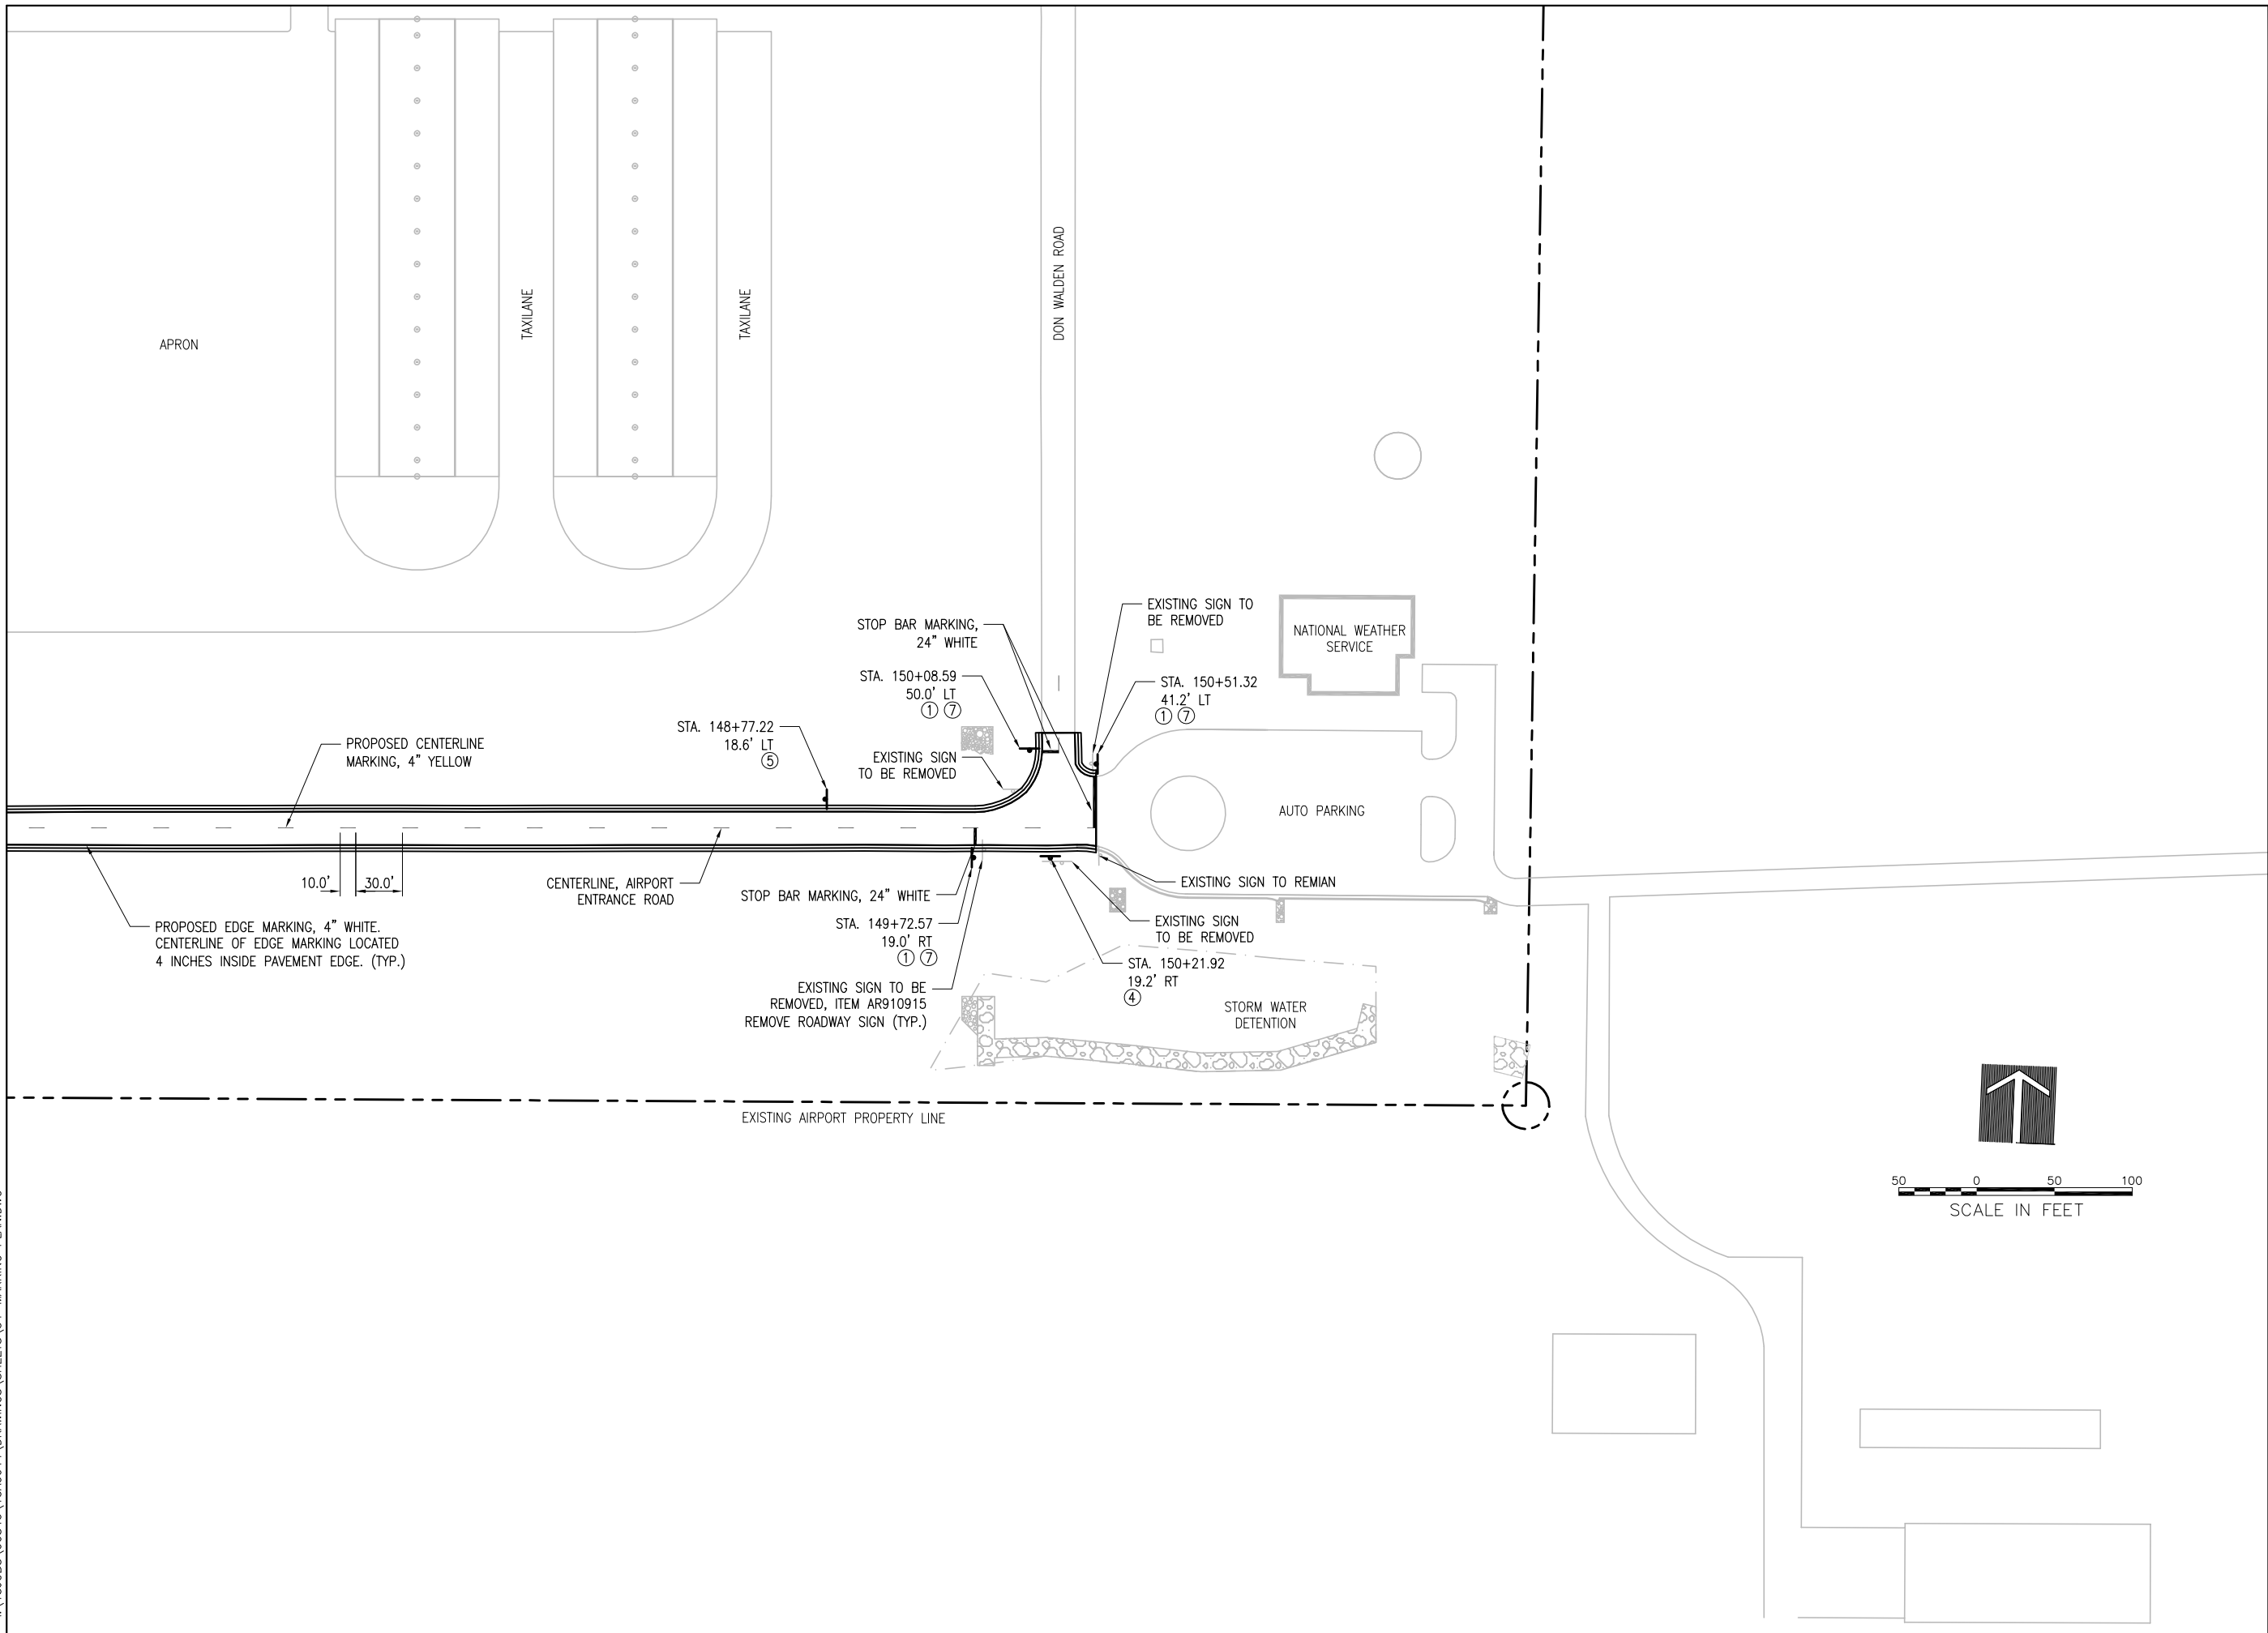 APRON
TAXILANE
TAXILANE
DON WALDEN ROAD
EXISTING SIGN TO
BE REMOVED
STOP BAR MARKING,
24" WHITE
NATIONAL WEATHER
SERVICE
STA. 150+08.59
50.0' LT
① ⑦
STA. 150+51.32
41.2' LT
① ⑦
STA. 148+77.22
18.6' LT
⑤
PROPOSED CENTERLINE
MARKING, 4" YELLOW
EXISTING SIGN
TO BE REMOVED
AUTO PARKING
10.0'
30.0'
CENTERLINE, AIRPORT
ENTRANCE ROAD
STOP BAR MARKING, 24" WHITE
EXISTING SIGN TO REMIAN
PROPOSED EDGE MARKING, 4" WHITE.
CENTERLINE OF EDGE MARKING LOCATED
4 INCHES INSIDE PAVEMENT EDGE. (TYP.)
STA. 149+72.57
19.0' RT
① ⑦
EXISTING SIGN
TO BE REMOVED
STA. 150+21.92
19.2' RT
④
EXISTING SIGN TO BE
REMOVED, ITEM AR910915
REMOVE ROADWAY SIGN (TYP.)
STORM WATER
DETENTION
EXISTING AIRPORT PROPERTY LINE
50 0 50 100
SCALE IN FEET